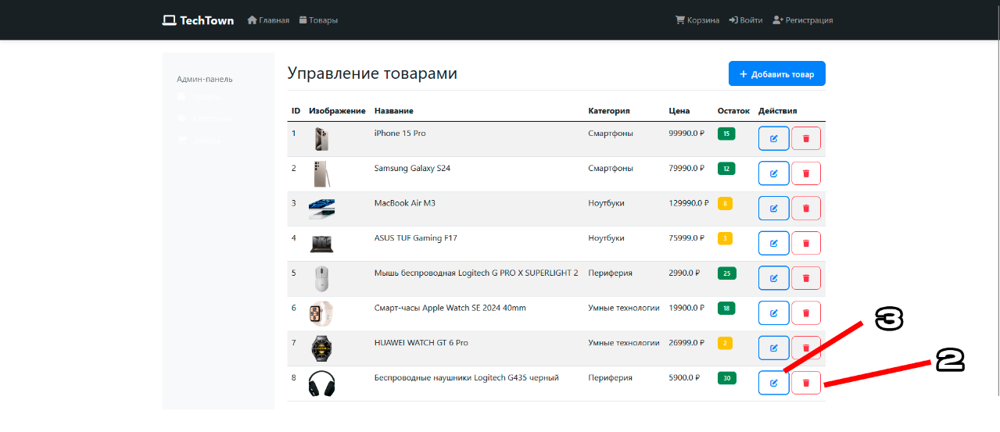 TechTown Главная Товары Корзина Войти Регистрация
Админ-панель
Управление товарами
+ Добавить товар
ID Изображение Название Категория Цена Остаток Действия
1 iPhone 15 Pro Смартфоны 99990.0 ₽ 15
2 Samsung Galaxy S24 Смартфоны 79990.0 ₽ 12
3 MacBook Air M3 Ноутбуки 129990.0 ₽ 8
4 ASUS TUF Gaming F17 Ноутбуки 75999.0 ₽ 3
5 Мышь беспроводная Logitech G PRO X SUPERLIGHT 2 Периферия 2990.0 ₽ 25
6 Смарт-часы Apple Watch SE 2024 40mm Умные технологии 19900.0 ₽ 18
3
7 HUAWEI WATCH GT 6 Pro Умные технологии 26999.0 ₽ 2
2
8 Беспроводные наушники Logitech G435 черный Периферия 5900.0 ₽ 30